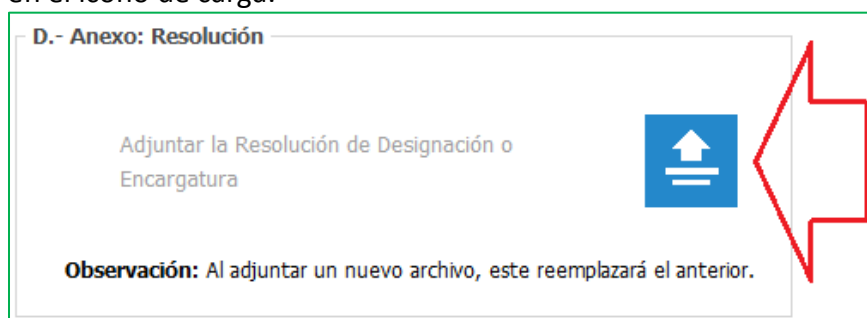 en el icono de carga.
D.- Anexo: Resolución
Adjuntar la Resolución de Designación o
Encargatura
Observación: Al adjuntar un nuevo archivo, este reemplazará el anterior.